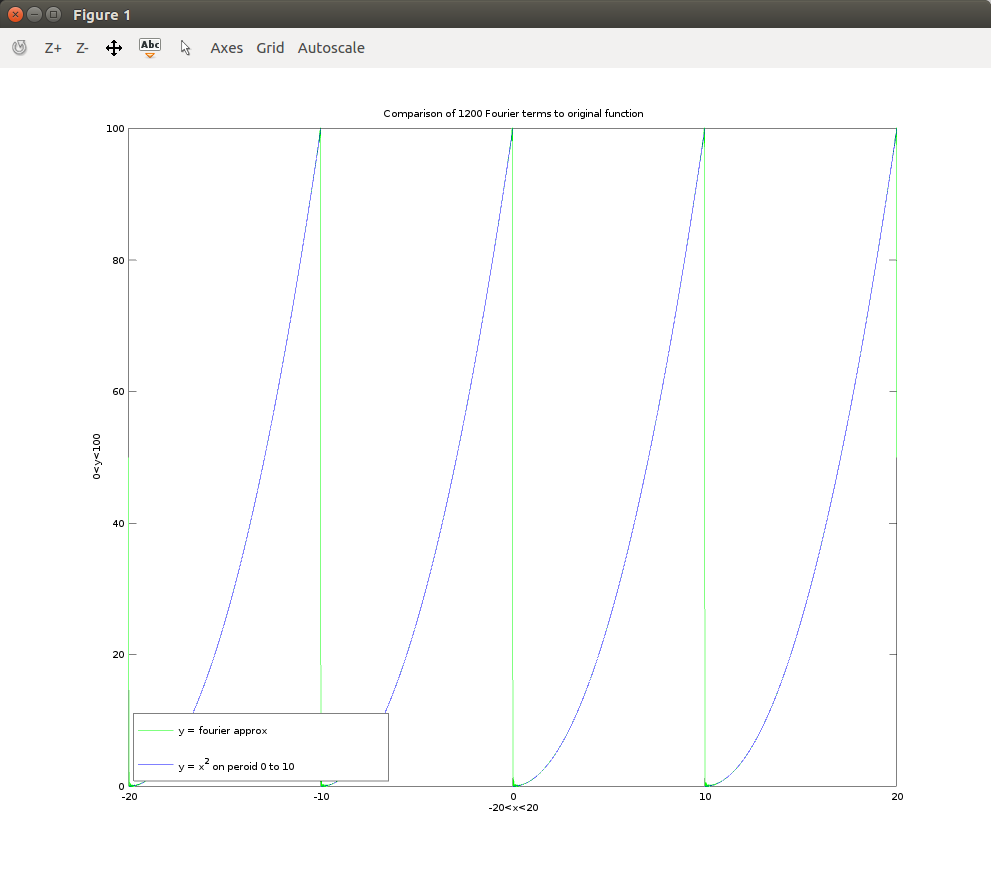 Figure 1
Z+ Z- Abc Axes Grid Autoscale
Comparison of 1200 Fourier terms to original function
100
80
60
0<y<100
40
20
y = fourier approx
y = x² on peroid 0 to 10
0
-20 -10 0 10 20
-20<x<20